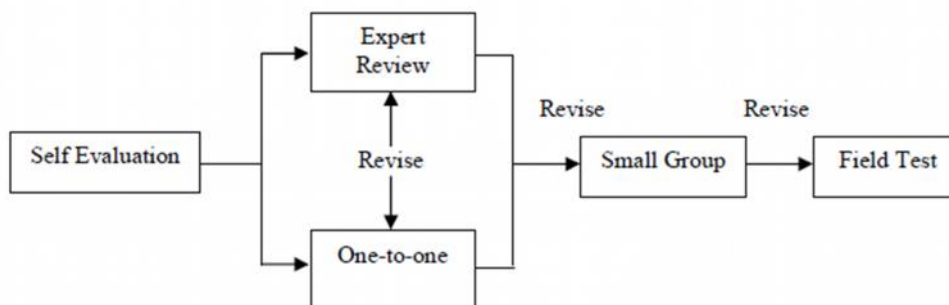 Expert
Review
Revise
Revise
Self Evaluation
Revise
Small Group
Field Test
One-to-one